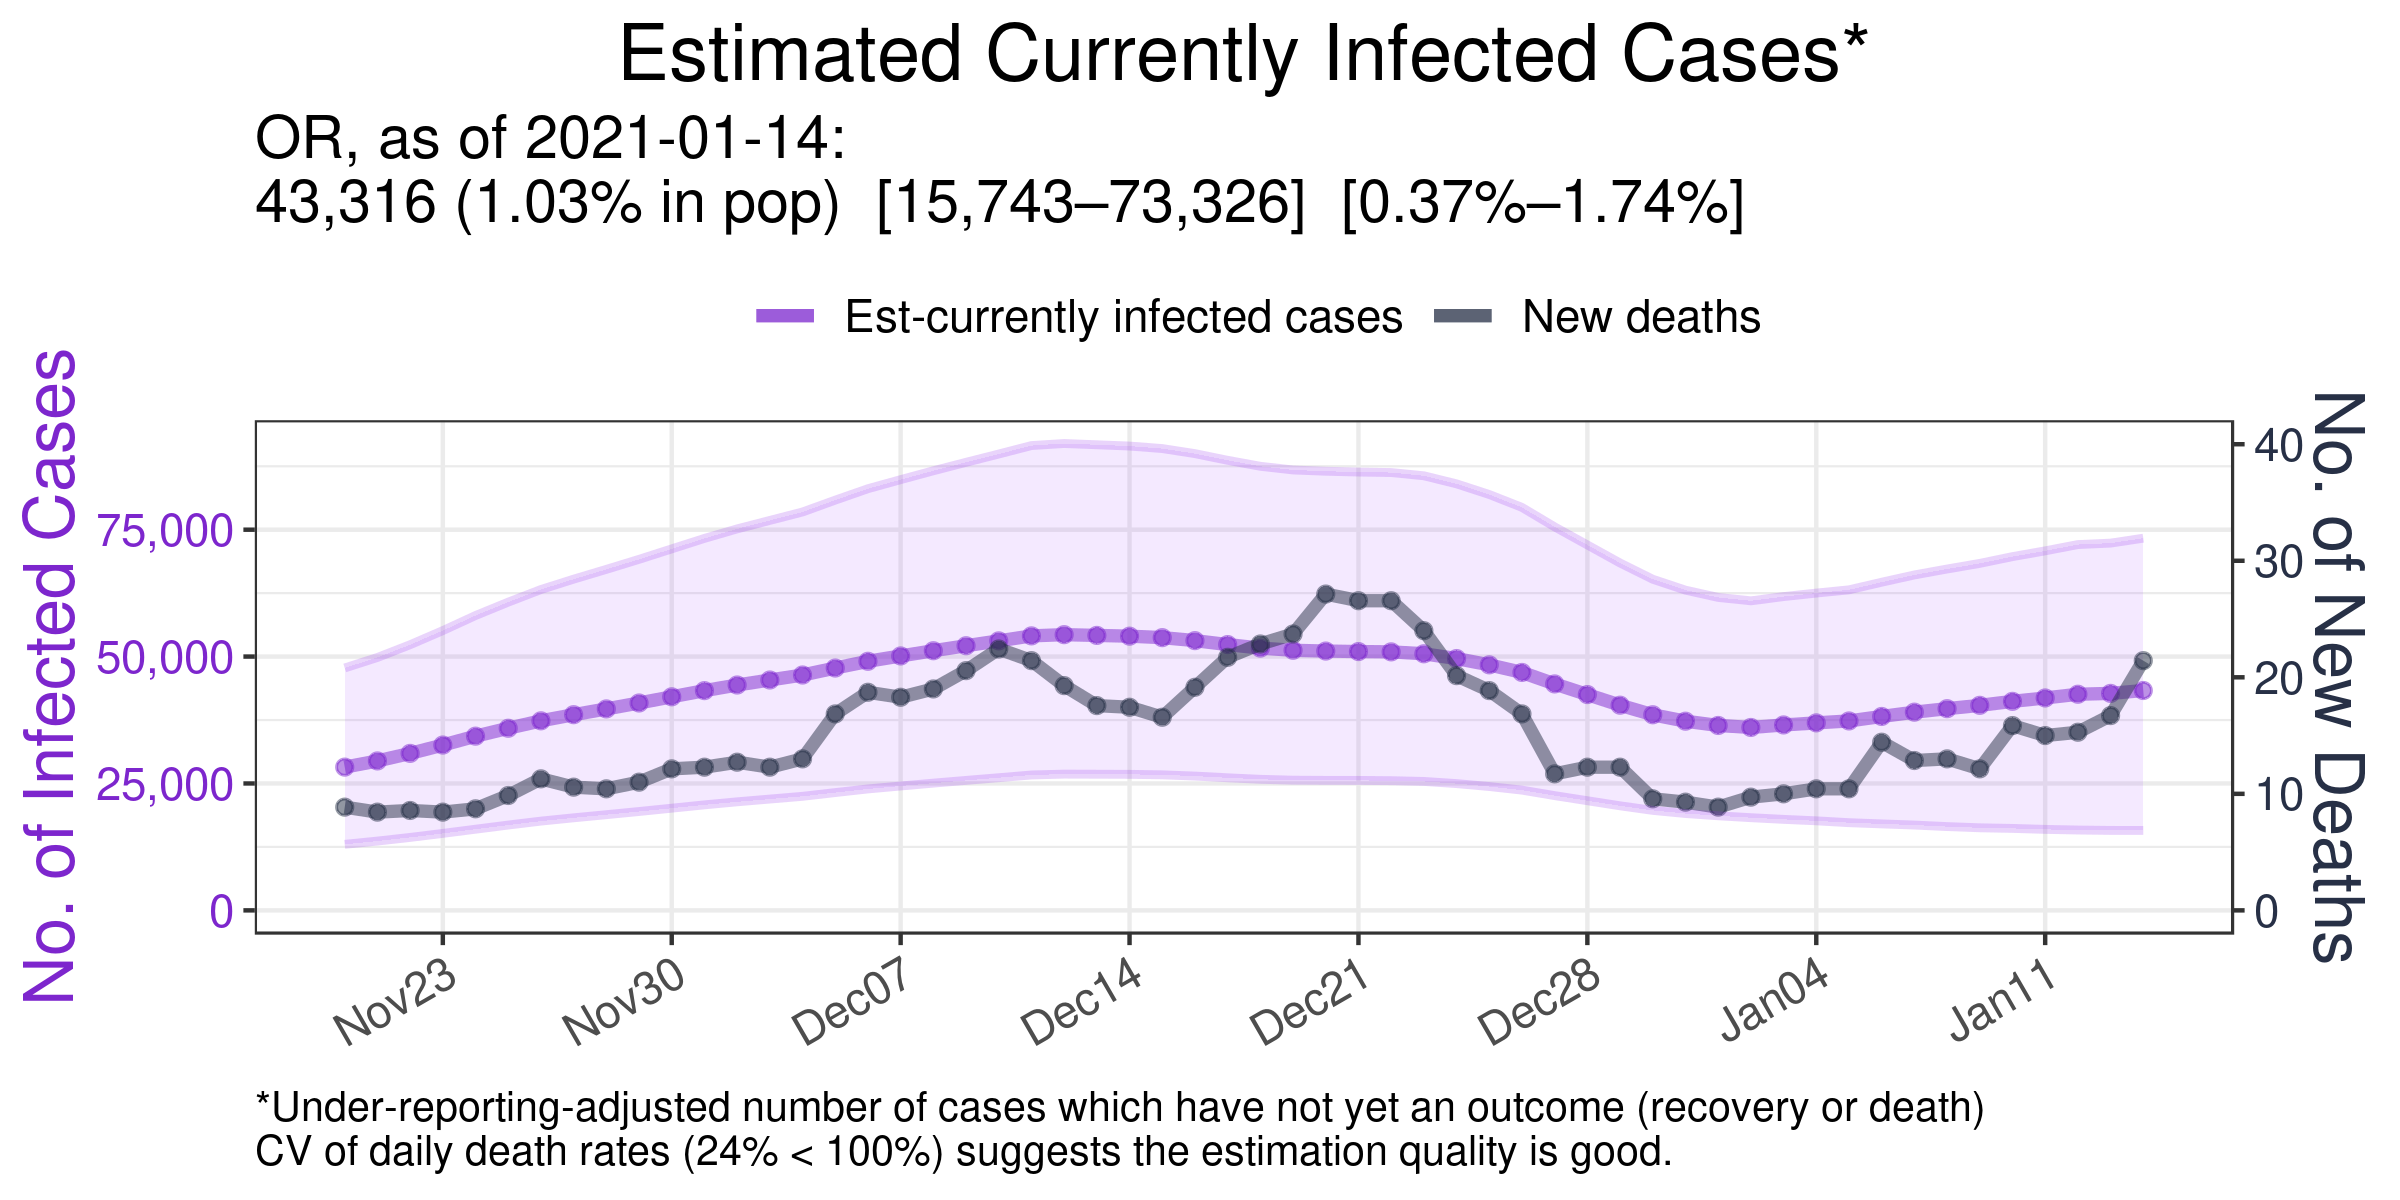 Estimated Currently Infected Cases*
OR, as of 2021-01-14:
43,316 (1.03% in pop)  [15,743–73,326]  [0.37%–1.74%]
Est-currently infected cases
New deaths
No. of Infected Cases
75,000
50,000
25,000
0
No. of New Deaths
40
30
20
10
0
Nov23
Nov30
Dec07
Dec14
Dec21
Dec28
Jan04
Jan11
*Under-reporting-adjusted number of cases which have not yet an outcome (recovery or death)
CV of daily death rates (24% < 100%) suggests the estimation quality is good.